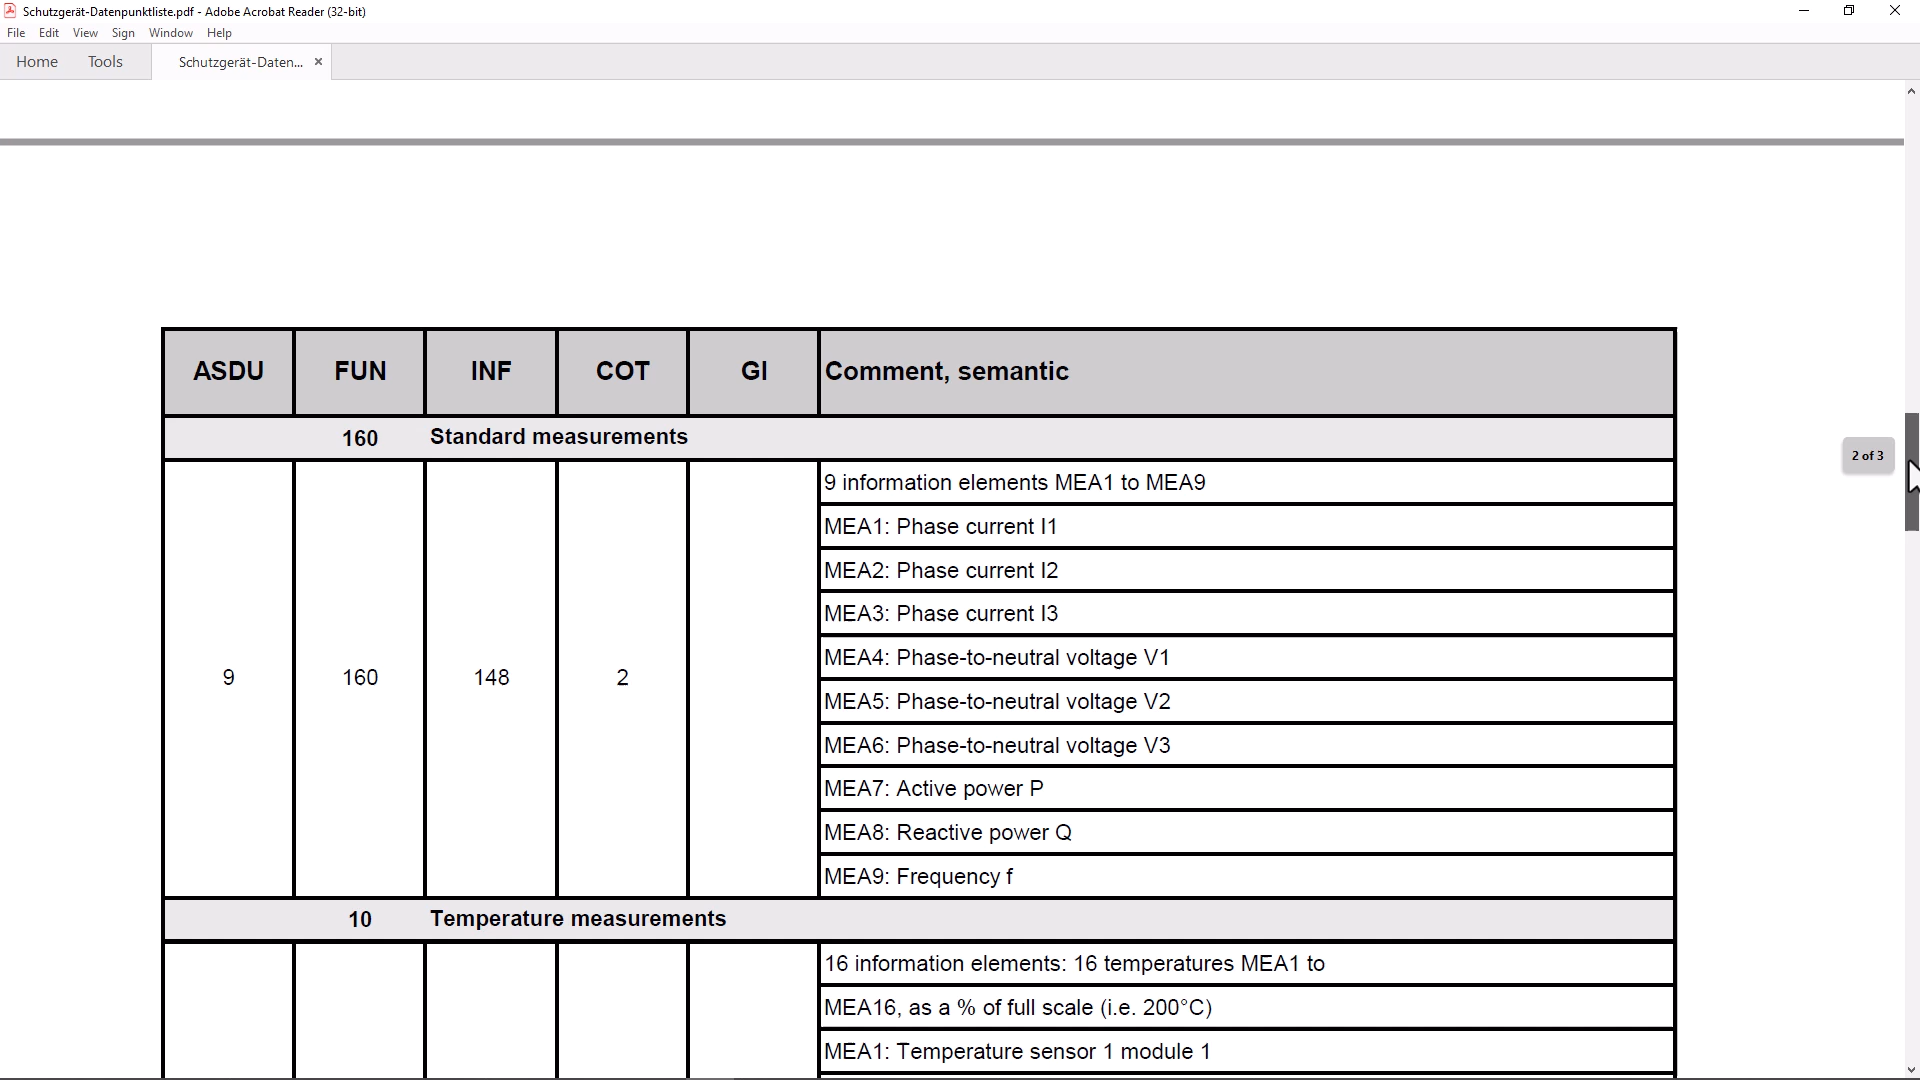 Schutzgerät-Datenpunktliste.pdf - Adobe Acrobat Reader (32-bit)
File Edit View Sign Window Help
Home Tools Schutzgerät-Daten...
ASDU FUN INF COT GI Comment, semantic
160 Standard measurements
9 information elements MEA1 to MEA9
MEA1: Phase current I1
MEA2: Phase current I2
MEA3: Phase current I3
MEA4: Phase-to-neutral voltage V1
9 160 148 2
MEA5: Phase-to-neutral voltage V2
MEA6: Phase-to-neutral voltage V3
MEA7: Active power P
MEA8: Reactive power Q
MEA9: Frequency f
10 Temperature measurements
16 information elements: 16 temperatures MEA1 to
MEA16, as a % of full scale (i.e. 200°C)
MEA1: Temperature sensor 1 module 1
2 of 3